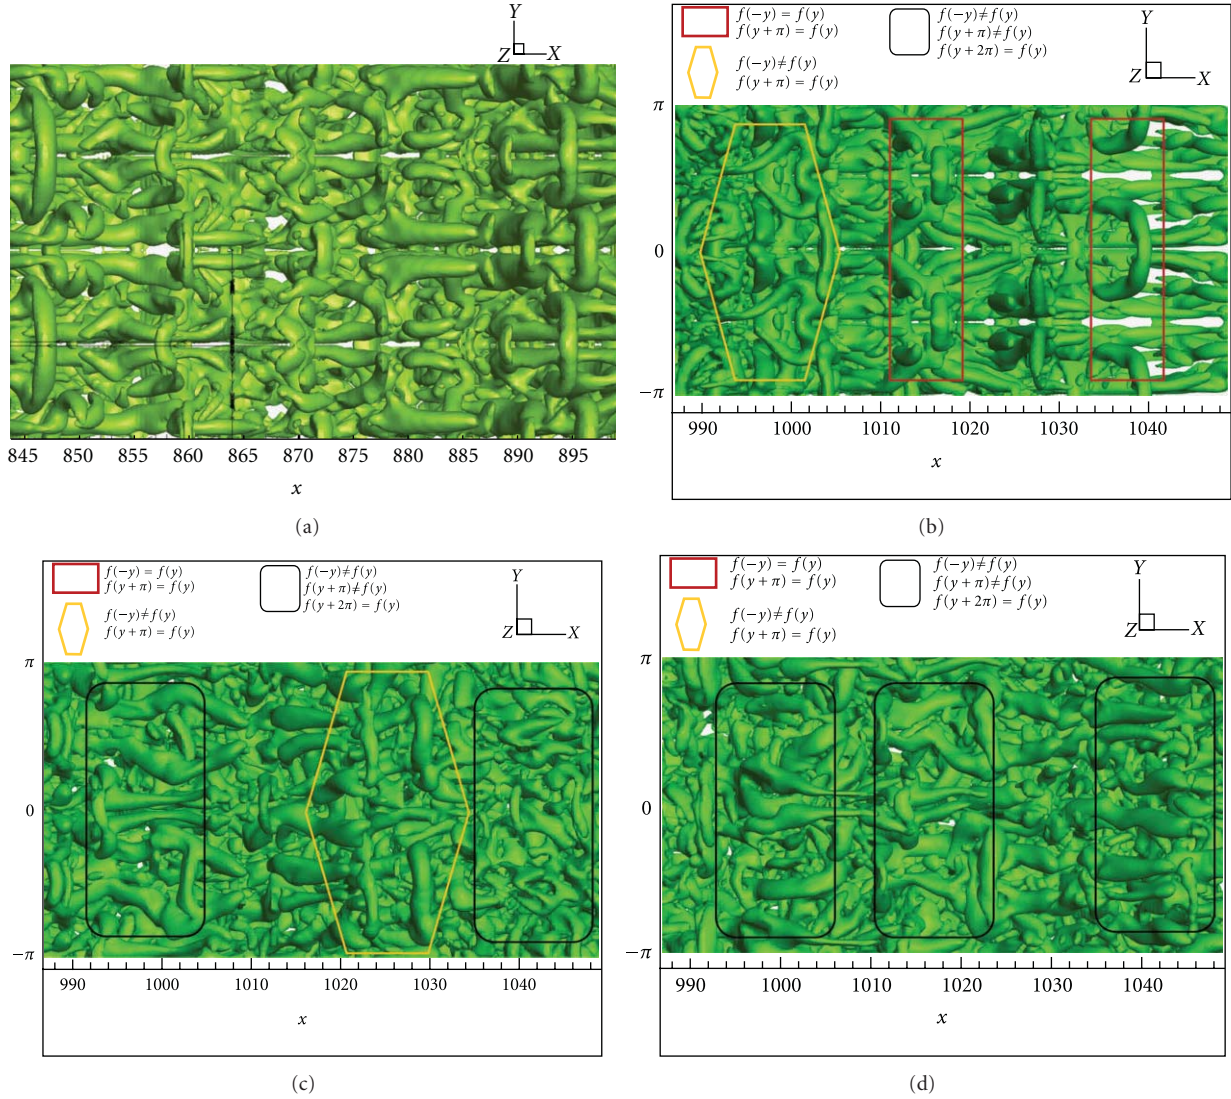 Y
Z X
845 850 855 860 865 870 875 880 885 890 895
x
(a)
f(−y) = f(y)
f(y + π) = f(y)
f(−y)≠f(y)
f(y + π) = f(y)
f(−y)≠f(y)
f(y + π)≠f(y)
f(y + 2π) = f(y)
Y
Z X
π
0
−π
990 1000 1010 1020 1030 1040
x
(b)
f(−y) = f(y)
f(y + π) = f(y)
f(−y)≠f(y)
f(y + π) = f(y)
f(−y)≠f(y)
f(y + π)≠f(y)
f(y + 2π) = f(y)
Y
Z X
π
0
−π
990 1000 1010 1020 1030 1040
x
(c)
f(−y) = f(y)
f(y + π) = f(y)
f(−y)≠f(y)
f(y + π) = f(y)
f(−y)≠f(y)
f(y + π)≠f(y)
f(y + 2π) = f(y)
Y
Z X
π
0
−π
990 1000 1010 1020 1030 1040
x
(d)